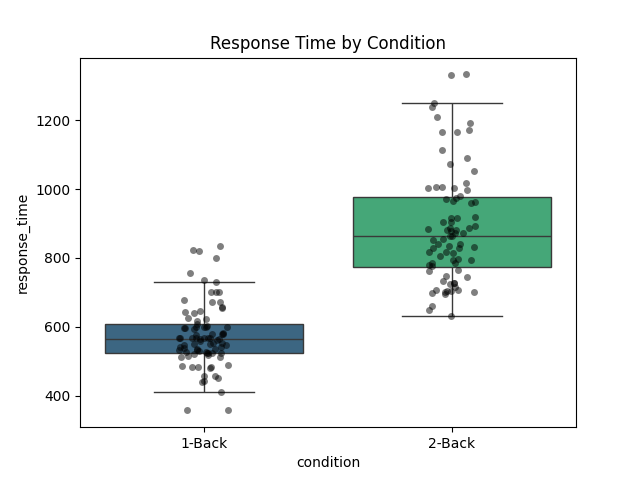 Response Time by Condition
response_time
1200
1000
800
600
400
1-Back
2-Back
condition